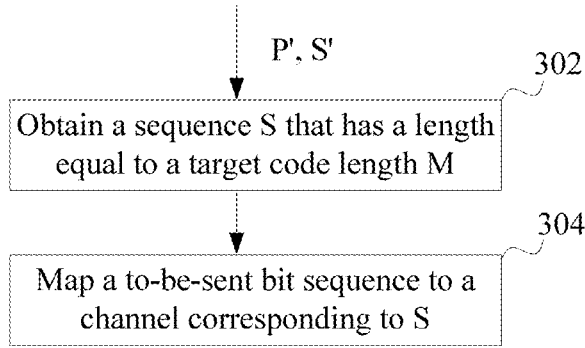 P', S'
302
Obtain a sequence S that has a length
equal to a target code length M
304
Map a to-be-sent bit sequence to a
channel corresponding to S